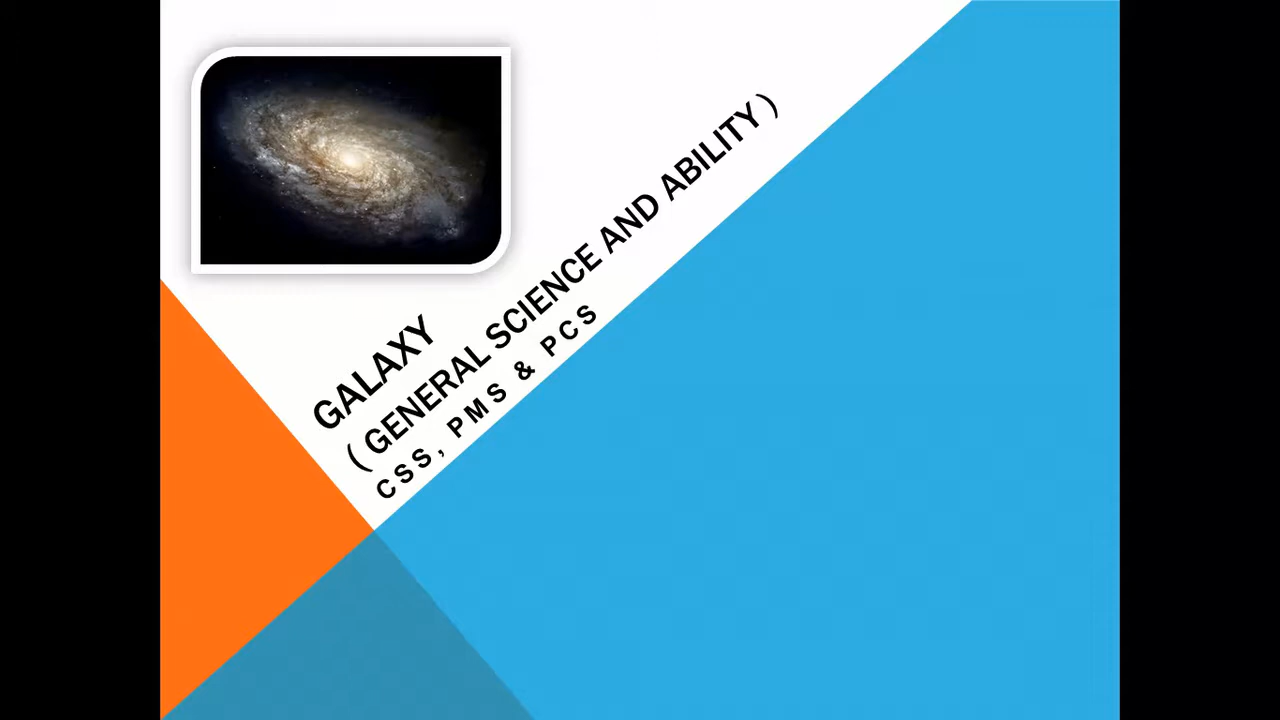 GALAXY
( GENERAL SCIENCE AND ABILITY )
CSS, PMS & PCS